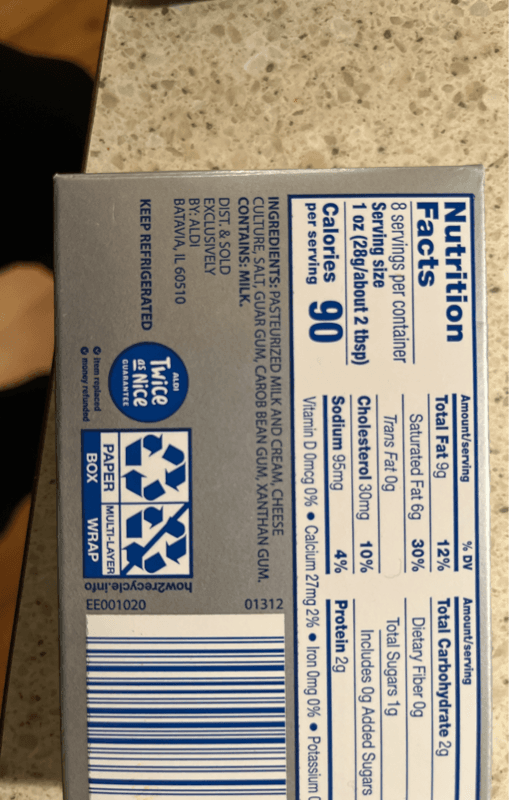 Nutrition
Facts
8 servings per container
Serving size
1 oz (28g/about 2 tbsp)
Calories
per serving
90
Amount/serving % DV
Total Fat 9g 12%
Saturated Fat 6g 30%
Trans Fat 0g
Cholesterol 30mg 10%
Sodium 95mg 4%
Amount/serving
Total Carbohydrate 2g
Dietary Fiber 0g
Total Sugars 1g
Includes 0g Added Sugars
Protein 2g
Vitamin D 0mcg 0% • Calcium 27mg 2% • Iron 0mg 0% • Potassium
INGREDIENTS: PASTEURIZED MILK AND CREAM, CHEESE
CULTURE, SALT, GUAR GUM, CAROB BEAN GUM, XANTHAN GUM.
CONTAINS: MILK.
DIST. & SOLD
EXCLUSIVELY
BY: ALDI
BATAVIA, IL 60510
KEEP REFRIGERATED
ALDI
Twice
as Nice
GUARANTEE
item replaced
money refunded
PAPER
BOX
MULTI-LAYER
WRAP
how2recycle.info
01312
EE001020